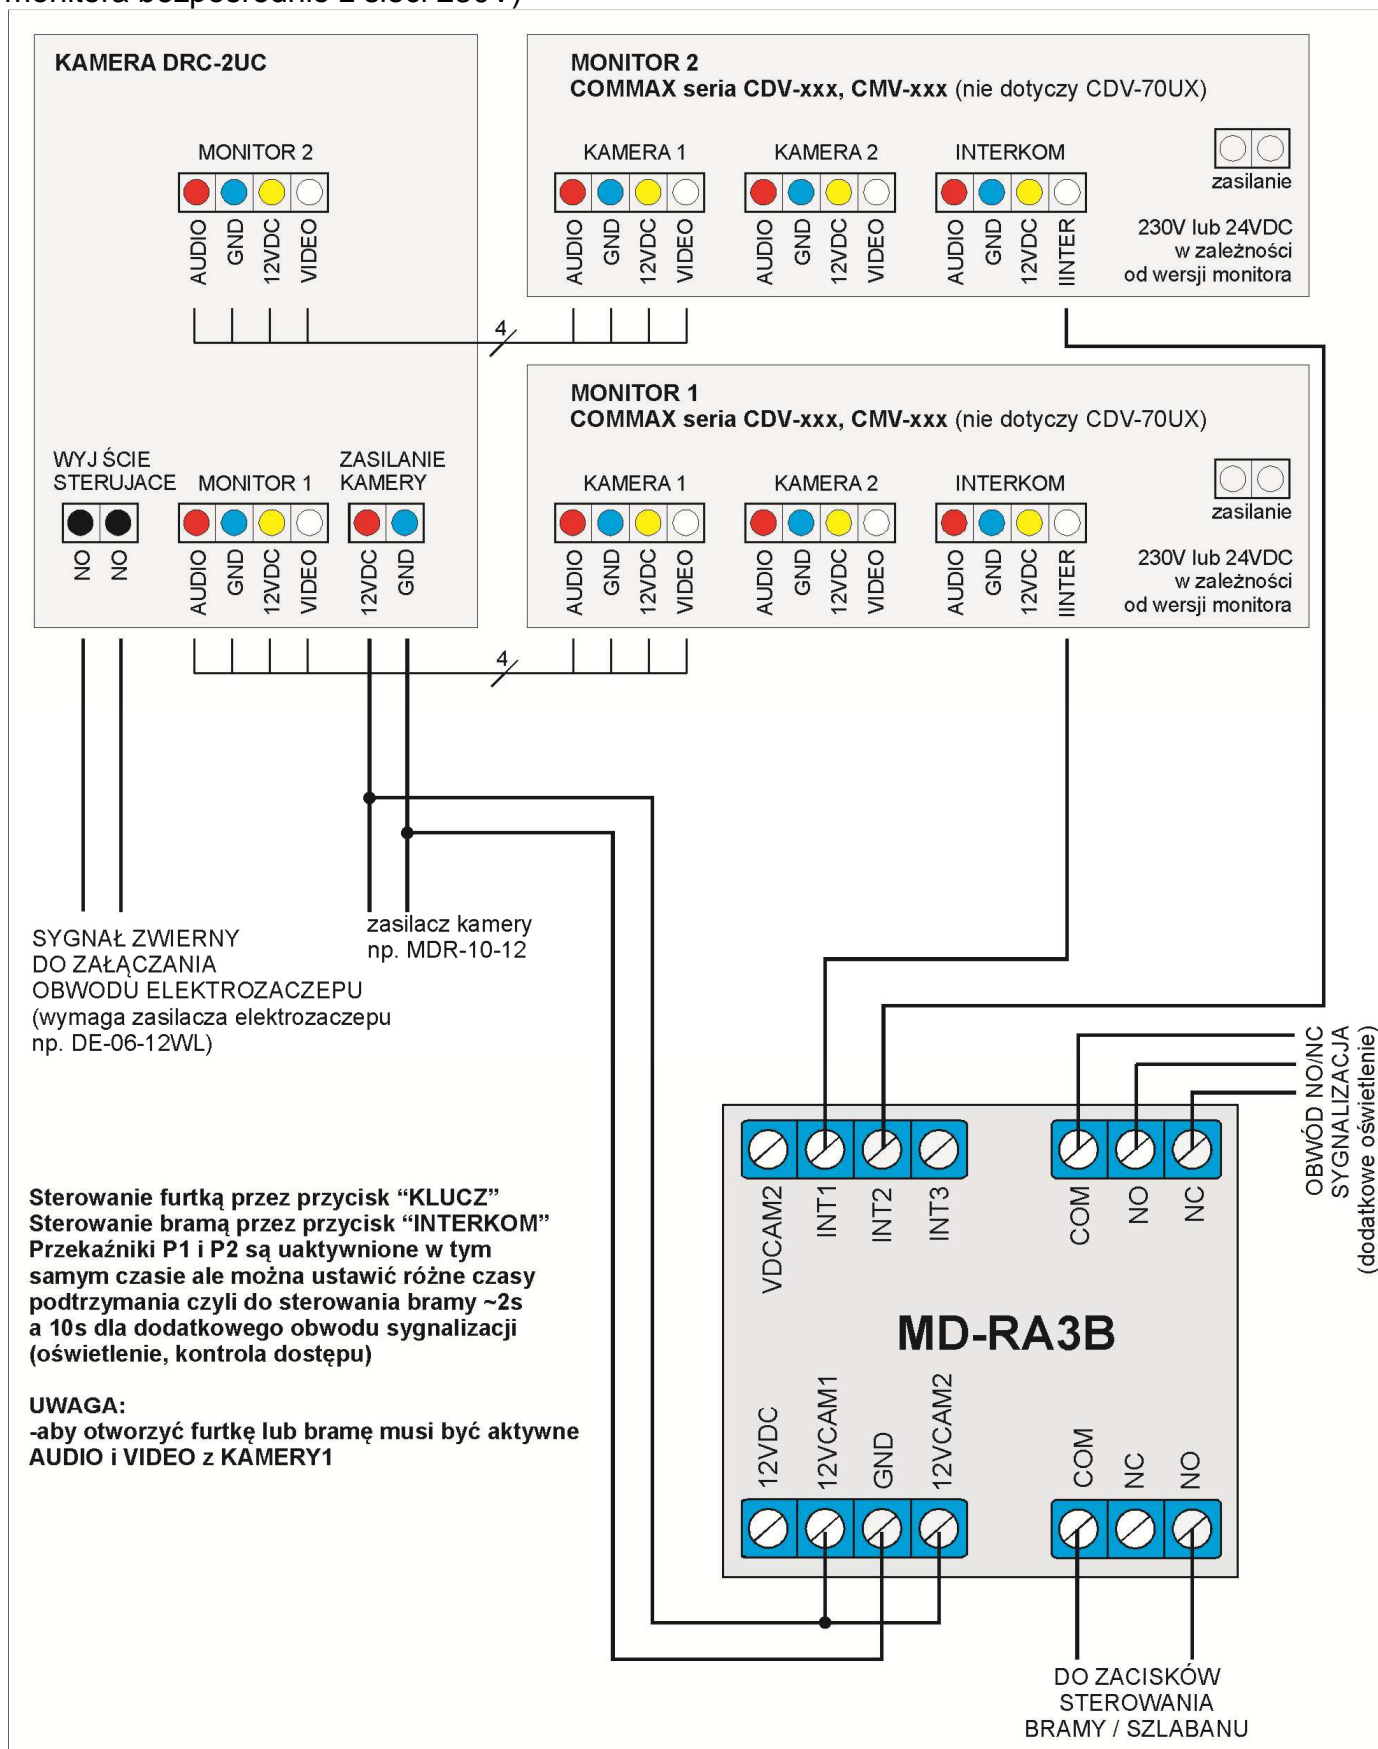 KAMERA DRC-2UC
MONITOR 2
AUDIO
GND
12VDC
VIDEO
MONITOR 2
COMMAX seria CDV-xxx, CMV-xxx (nie dotyczy CDV-70UX)
KAMERA 1
KAMERA 2
INTERKOM
AUDIO
GND
12VDC
VIDEO
AUDIO
GND
12VDC
VIDEO
AUDIO
GND
12VDC
IINTER
zasilanie
230V lub 24VDC
w zależności
od wersji monitora
4
MONITOR 1
COMMAX seria CDV-xxx, CMV-xxx (nie dotyczy CDV-70UX)
WYJ ŚCIE
STERUJACE
MONITOR 1
ZASILANIE
KAMERY
NO
NO
AUDIO
GND
12VDC
VIDEO
12VDC
GND
KAMERA 1
KAMERA 2
INTERKOM
AUDIO
GND
12VDC
VIDEO
AUDIO
GND
12VDC
VIDEO
AUDIO
GND
12VDC
IINTER
zasilanie
230V lub 24VDC
w zależności
od wersji monitora
4
SYGNAŁ ZWIERNY
DO ZAŁĄCZANIA
OBWODU ELEKTROZACZEPU
(wymaga zasilacza elektrozaczepu
np. DE-06-12WL)
zasilacz kamery
np. MDR-10-12
OBWÓD NO/NC
SYGNALIZACJA
(dodatkowe oświetlenie)
VDCAM2
INT1
INT2
INT3
COM
NO
NC
MD-RA3B
12VDC
12VCAM1
GND
12VCAM2
COM
NC
NO
Sterowanie furtką przez przycisk “KLUCZ”
Sterowanie bramą przez przycisk “INTERKOM”
Przekaźniki P1 i P2 są uaktywnione w tym
samym czasie ale można ustawić różne czasy
podtrzymania czyli do sterowania bramy ~2s
a 10s dla dodatkowego obwodu sygnalizacji
(oświetlenie, kontrola dostępu)
UWAGA:
-aby otworzyć furtkę lub bramę musi być aktywne
AUDIO i VIDEO z KAMERY1
DO ZACISKÓW
STEROWANIA
BRAMY / SZLABANU